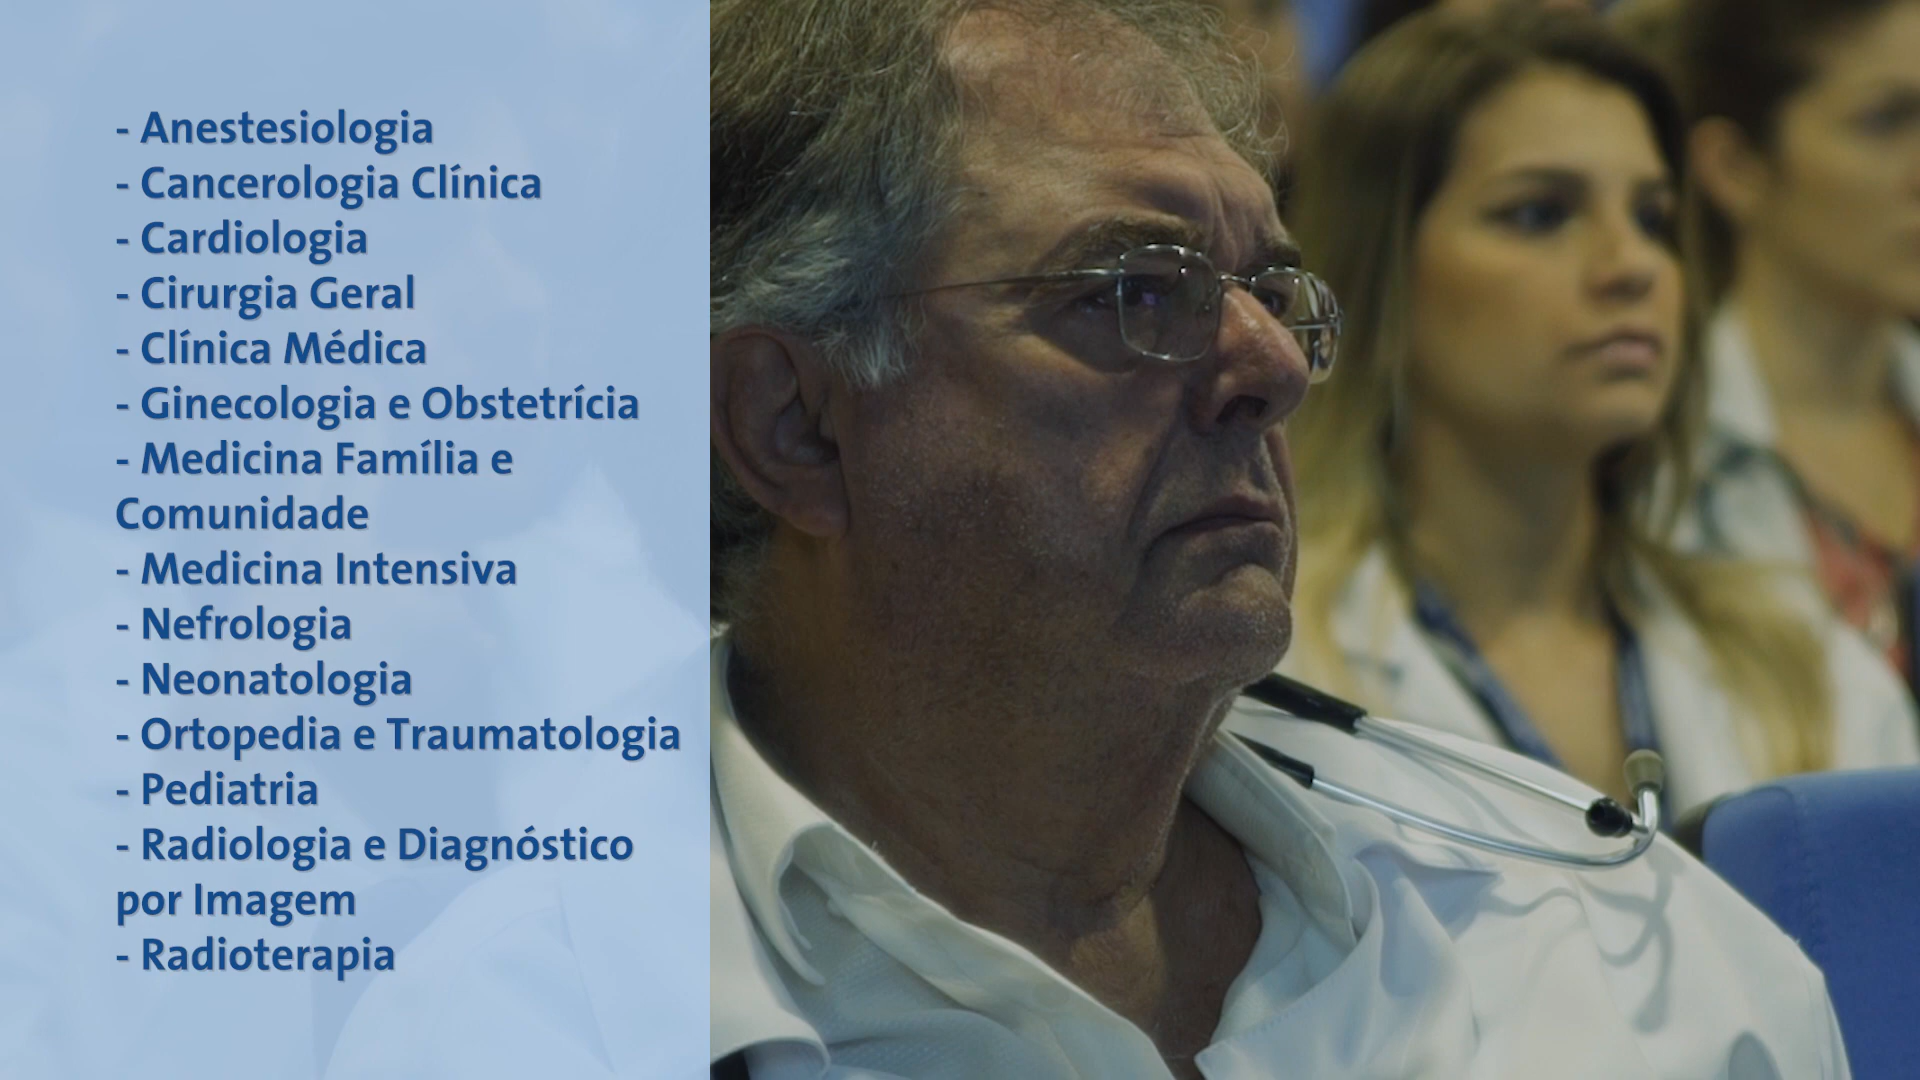 - Anestesiologia
- Cancerologia Clínica
- Cardiologia
- Cirurgia Geral
- Clínica Médica
- Ginecologia e Obstetrícia
- Medicina Família e
Comunidade
- Medicina Intensiva
- Nefrologia
- Neonatologia
- Ortopedia e Traumatologia
- Pediatria
- Radiologia e Diagnóstico
por Imagem
- Radioterapia